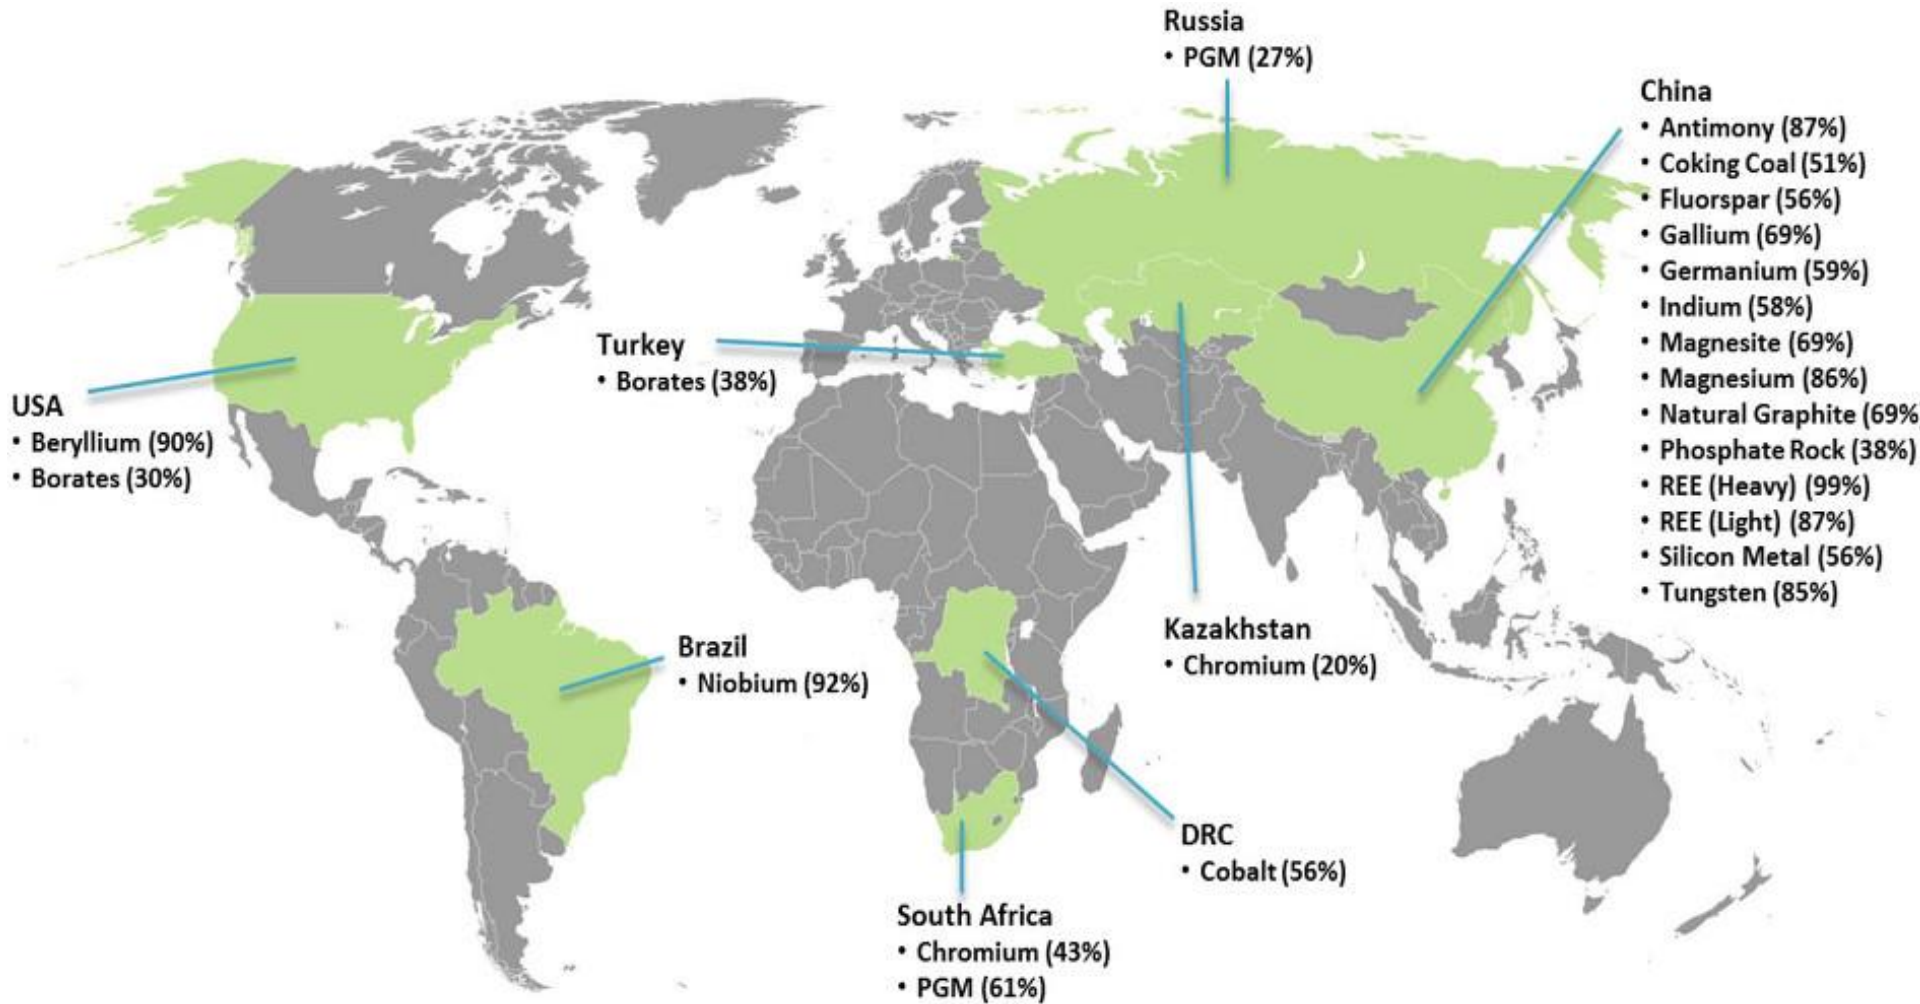 Russia
• PGM (27%)
China
• Antimony (87%)
• Coking Coal (51%)
• Fluorspar (56%)
• Gallium (69%)
• Germanium (59%)
• Indium (58%)
• Magnesite (69%)
• Magnesium (86%)
• Natural Graphite (69%
• Phosphate Rock (38%)
• REE (Heavy) (99%)
• REE (Light) (87%)
• Silicon Metal (56%)
• Tungsten (85%)
Turkey
• Borates (38%)
USA
• Beryllium (90%)
• Borates (30%)
Kazakhstan
• Chromium (20%)
Brazil
• Niobium (92%)
DRC
• Cobalt (56%)
South Africa
• Chromium (43%)
• PGM (61%)